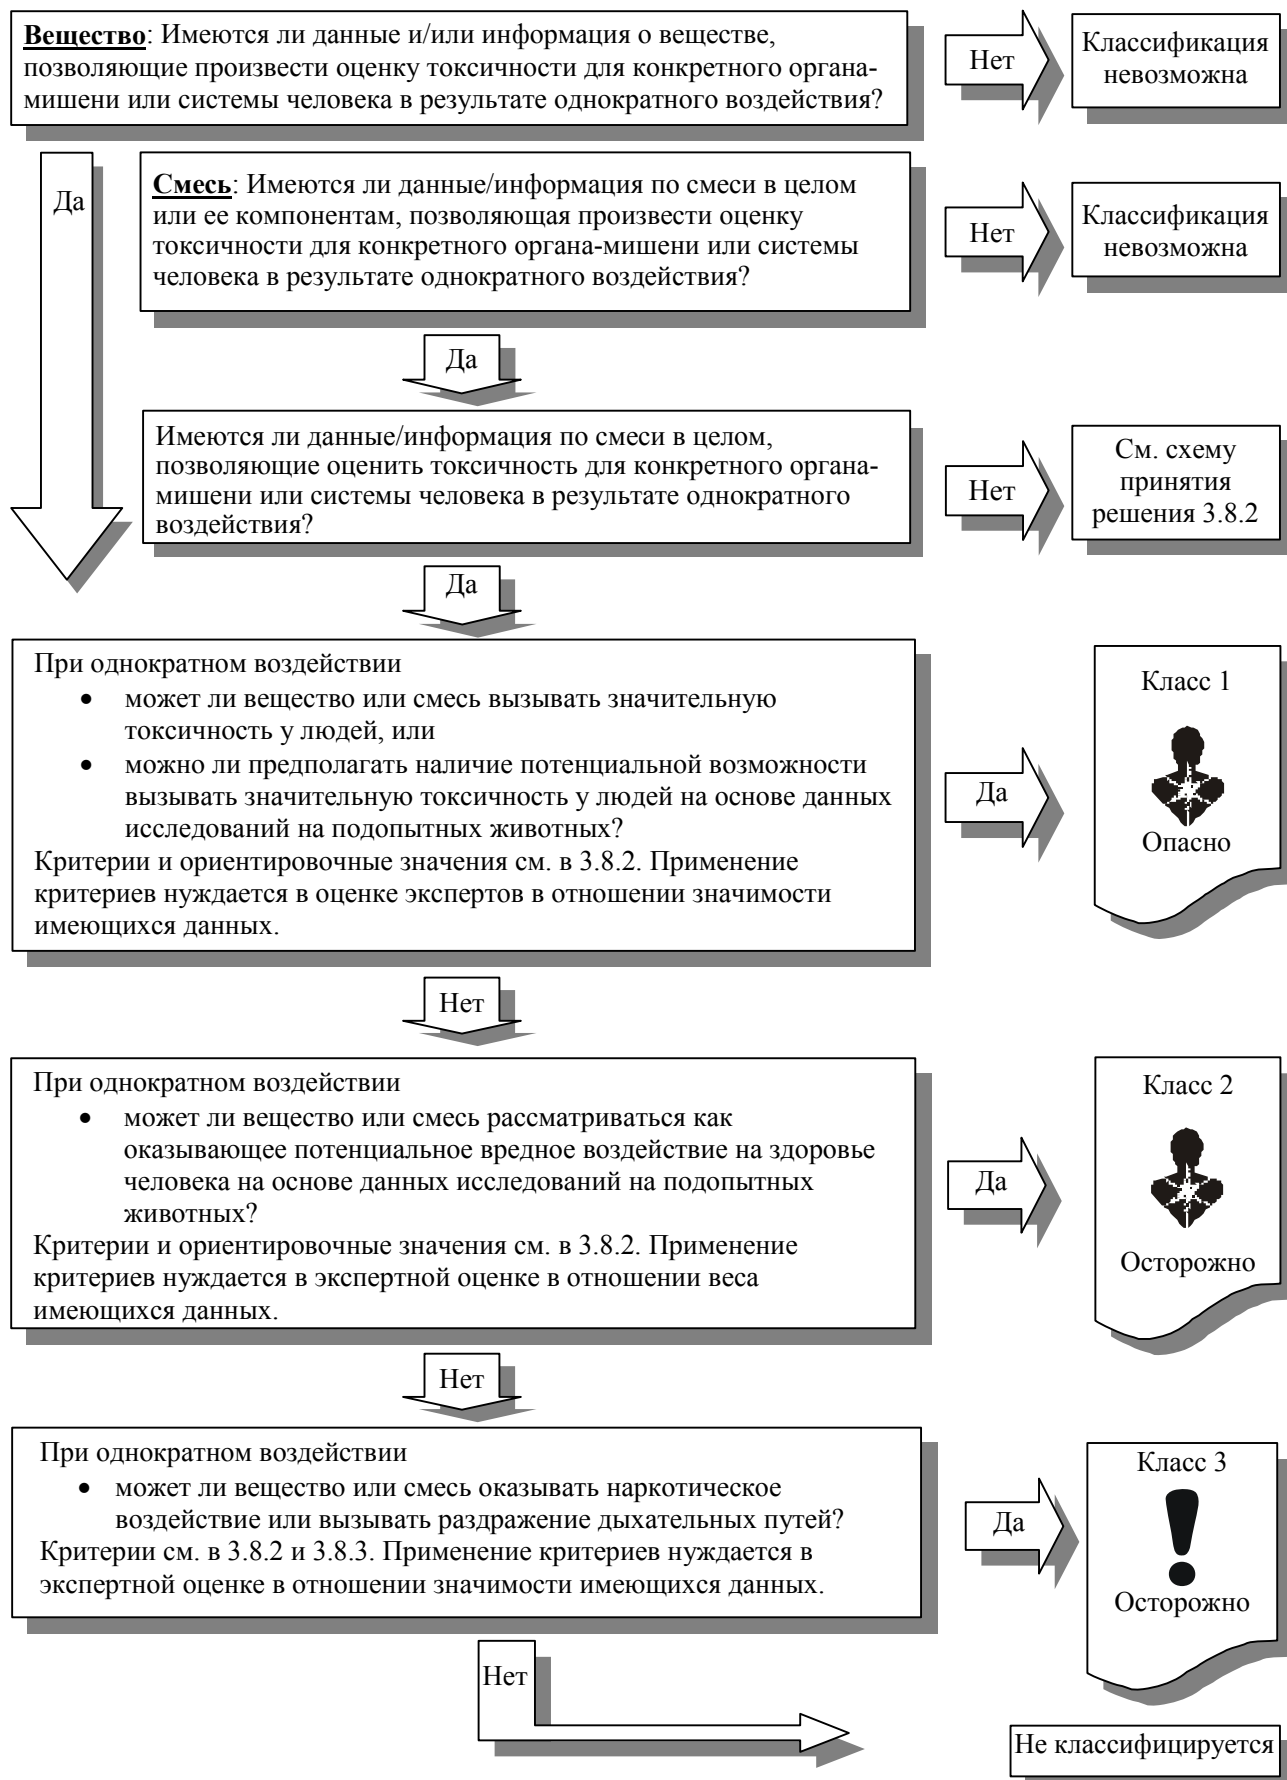 Вещество: Имеются ли данные и/или информация о веществе,
позволяющие произвести оценку токсичности для конкретного органа-
мишени или системы человека в результате однократного воздействия?
Нет
Классификация
невозможна
Да
Смесь: Имеются ли данные/информация по смеси в целом
или ее компонентам, позволяющая произвести оценку
токсичности для конкретного органа-мишени или системы
человека в результате однократного воздействия?
Нет
Классификация
невозможна
Да
Имеются ли данные/информация по смеси в целом,
позволяющие оценить токсичность для конкретного органа-
мишени или системы человека в результате однократного
воздействия?
Нет
См. схему
принятия
решения 3.8.2
Да
При однократном воздействии
• может ли вещество или смесь вызывать значительную
токсичность у людей, или
• можно ли предполагать наличие потенциальной возможности
вызывать значительную токсичность у людей на основе данных
исследований на подопытных животных?
Критерии и ориентировочные значения см. в 3.8.2. Применение
критериев нуждается в оценке экспертов в отношении значимости
имеющихся данных.
Да
Класс 1
Опасно
Нет
При однократном воздействии
• может ли вещество или смесь рассматриваться как
оказывающее потенциальное вредное воздействие на здоровье
человека на основе данных исследований на подопытных
животных?
Критерии и ориентировочные значения см. в 3.8.2. Применение
критериев нуждается в экспертной оценке в отношении веса
имеющихся данных.
Да
Класс 2
Осторожно
Нет
При однократном воздействии
• может ли вещество или смесь оказывать наркотическое
воздействие или вызывать раздражение дыхательных путей?
Критерии см. в 3.8.2 и 3.8.3. Применение критериев нуждается в
экспертной оценке в отношении значимости имеющихся данных.
Да
Класс 3
!
Осторожно
Нет
Не классифицируется